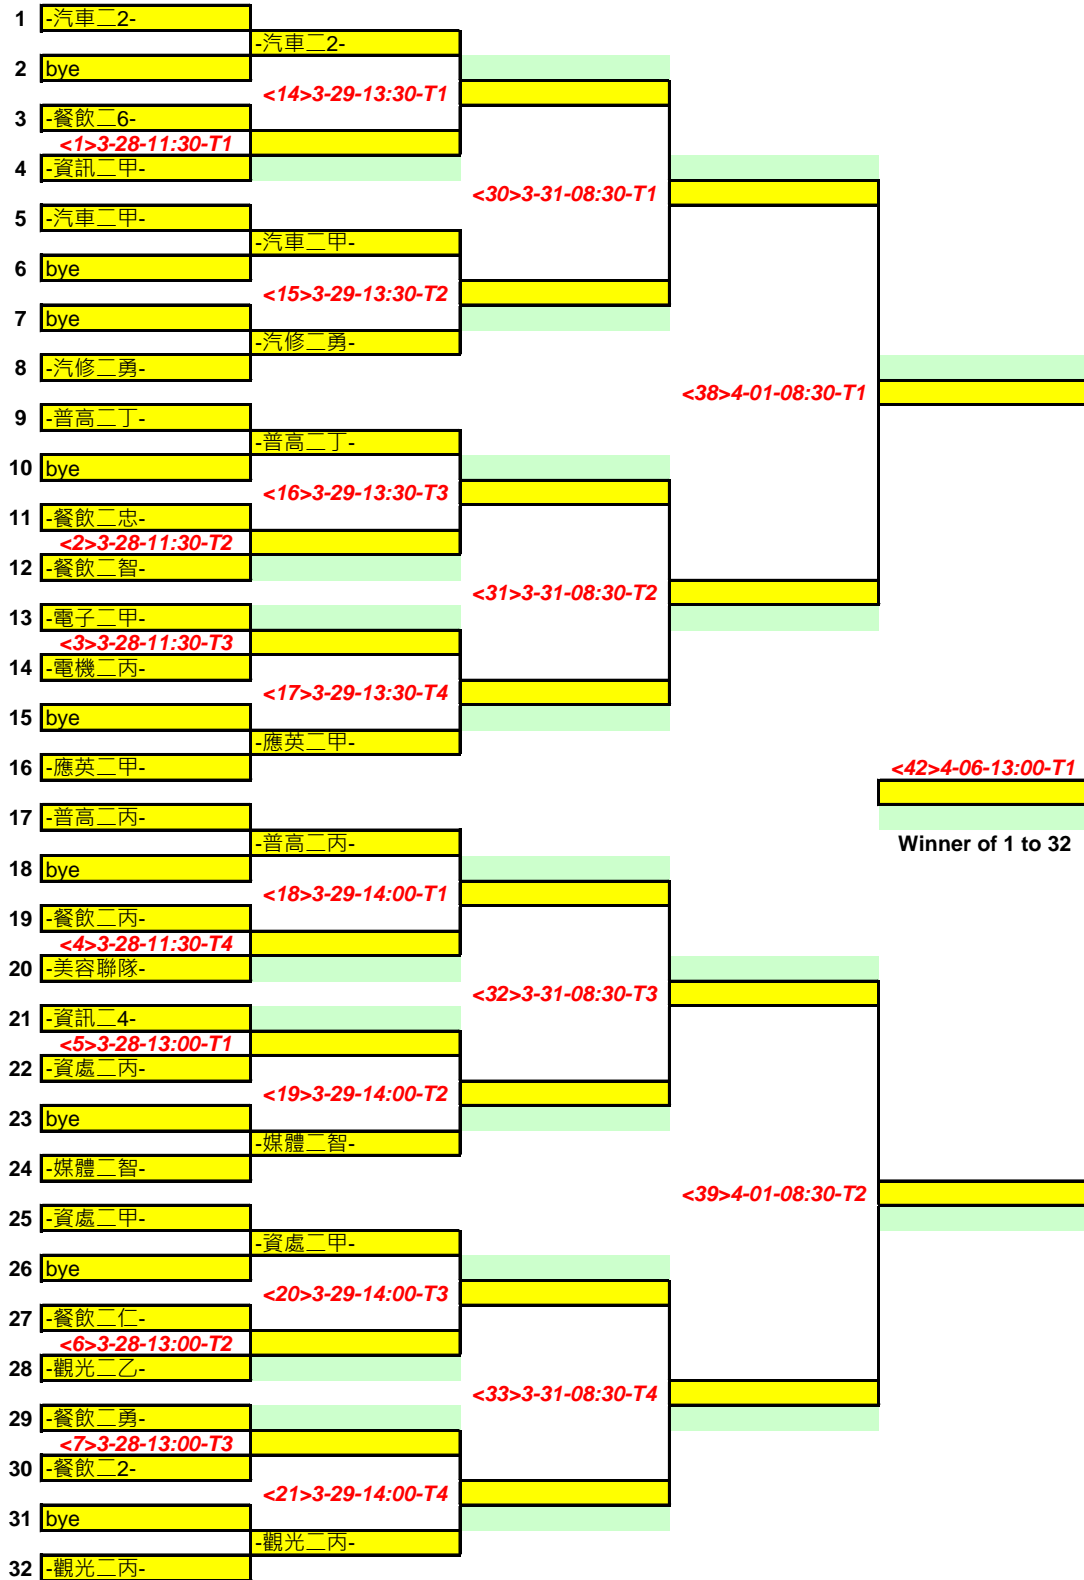 1 -汽車二2-
-汽車二2-
2 bye
<14>3-29-13:30-T1
3 -餐飲二6-
<1>3-28-11:30-T1
4 -資訊二甲-
<30>3-31-08:30-T1
5 -汽車二甲-
-汽車二甲-
6 bye
<15>3-29-13:30-T2
7 bye
-汽修二勇-
8 -汽修二勇-
<38>4-01-08:30-T1
9 -普高二丁-
-普高二丁-
10 bye
<16>3-29-13:30-T3
11 -餐飲二忠-
<2>3-28-11:30-T2
12 -餐飲二智-
<31>3-31-08:30-T2
13 -電子二甲-
<3>3-28-11:30-T3
14 -電機二丙-
<17>3-29-13:30-T4
15 bye
-應英二甲-
16 -應英二甲-
<42>4-06-13:00-T1
17 -普高二丙-
-普高二丙-
Winner of 1 to 32
18 bye
<18>3-29-14:00-T1
19 -餐飲二丙-
<4>3-28-11:30-T4
20 -美容聯隊-
<32>3-31-08:30-T3
21 -資訊二4-
<5>3-28-13:00-T1
22 -資處二丙-
<19>3-29-14:00-T2
23 bye
-媒體二智-
24 -媒體二智-
<39>4-01-08:30-T2
25 -資處二甲-
-資處二甲-
26 bye
<20>3-29-14:00-T3
27 -餐飲二仁-
<6>3-28-13:00-T2
28 -觀光二乙-
<33>3-31-08:30-T4
29 -餐飲二勇-
<7>3-28-13:00-T3
30 -餐飲二2-
<21>3-29-14:00-T4
31 bye
-觀光二丙-
32 -觀光二丙-